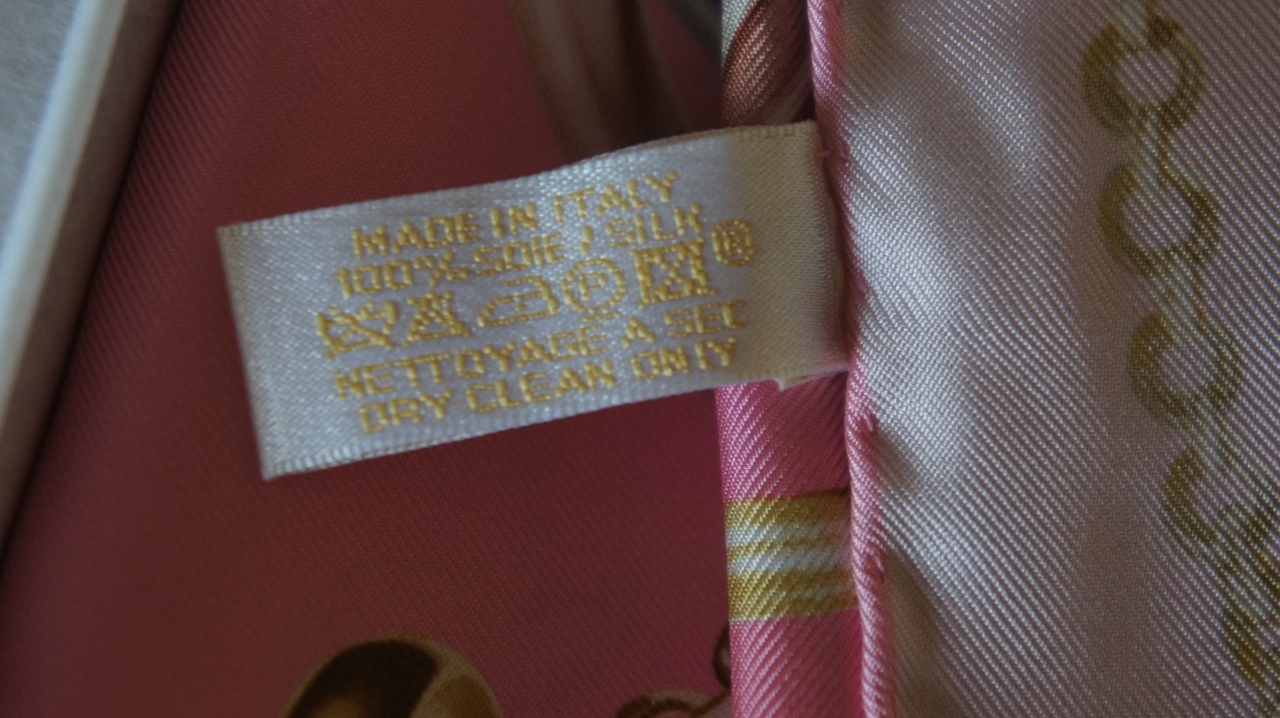 MADE IN ITALY
100% SOIE / SILK
P ®
NETTOYAGE A SEC
DRY CLEAN ONLY